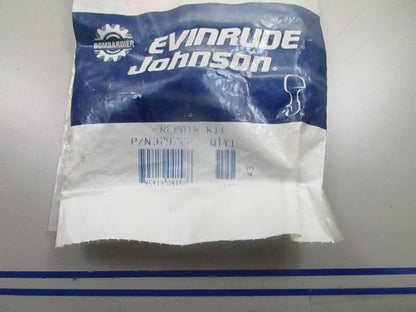 BOMBARDIER
EVINRUDE
Johnson
REPAIR KIT
QTY1